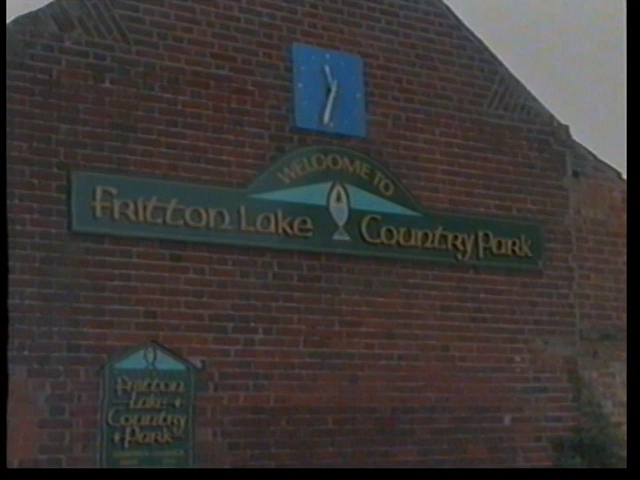 WELCOME TO
Fritton Lake Country Park
Fritton
Lake
Country
Park